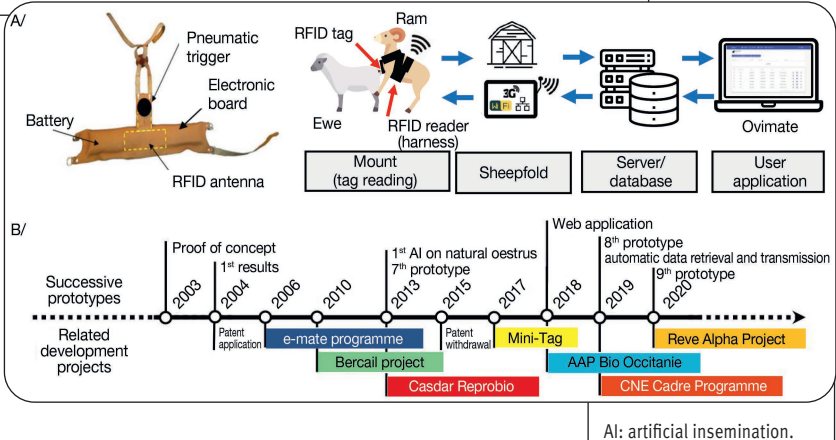 A/
Pneumatic
trigger
Electronic
board
Battery
RFID antenna
Ram
RFID tag
Ewe
RFID reader
(harness)
3G
Wi Fi
Ovimate
Mount
(tag reading)
Sheepfold
Server/
database
User
application
B/
Successive
prototypes
Related
development
projects
Proof of concept
1st results
1st AI on natural oestrus
7th prototype
Web application
8th prototype
automatic data retrieval and transmission
9th prototype
2003
2004
2006
2010
2013
2015
2017
2018
2019
2020
Patent
application
e-mate programme
Bercail project
Casdar Reprobio
Patent
withdrawal
Mini-Tag
AAP Bio Occitanie
CNE Cadre Programme
Reve Alpha Project
AI: artificial insemination.